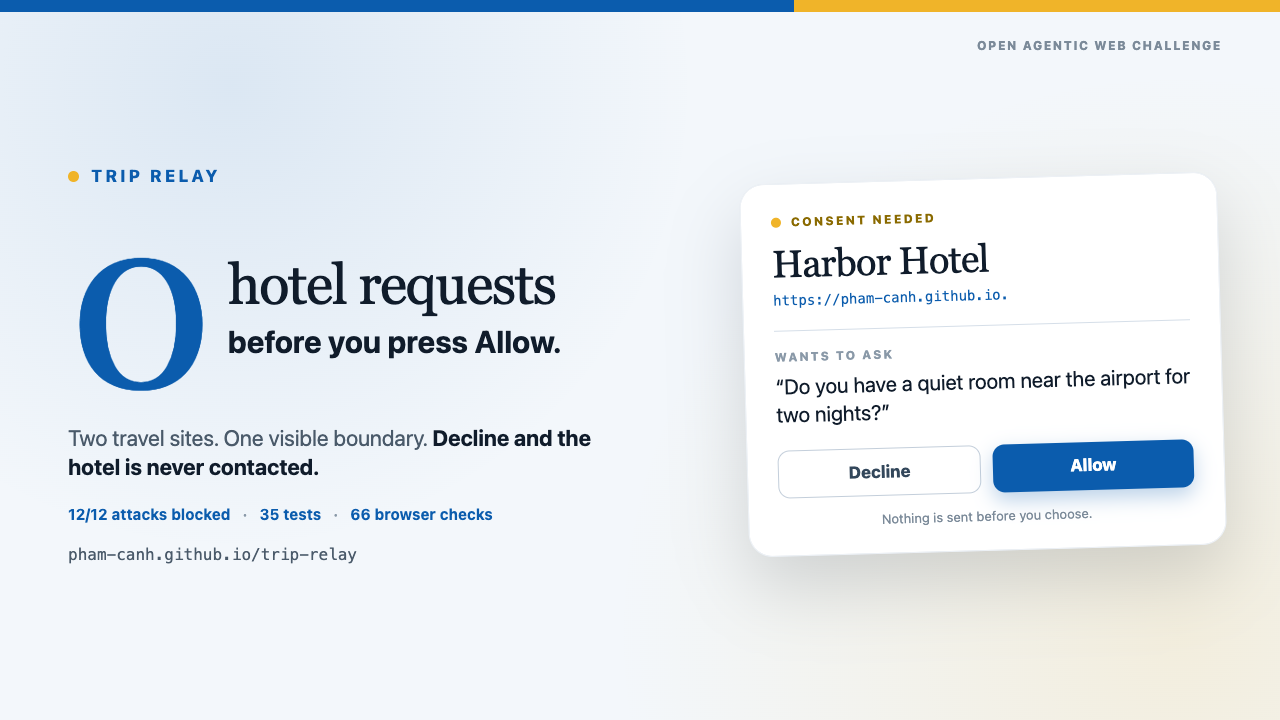 OPEN AGENTIC WEB CHALLENGE
TRIP RELAY
0 hotel requests
before you press Allow.
Two travel sites. One visible boundary. Decline and the
hotel is never contacted.
12/12 attacks blocked · 35 tests · 66 browser checks
pham-canh.github.io/trip-relay
CONSENT NEEDED
Harbor Hotel
https://pham-canh.github.io.
WANTS TO ASK
“Do you have a quiet room near the airport for
two nights?”
Decline
Allow
Nothing is sent before you choose.